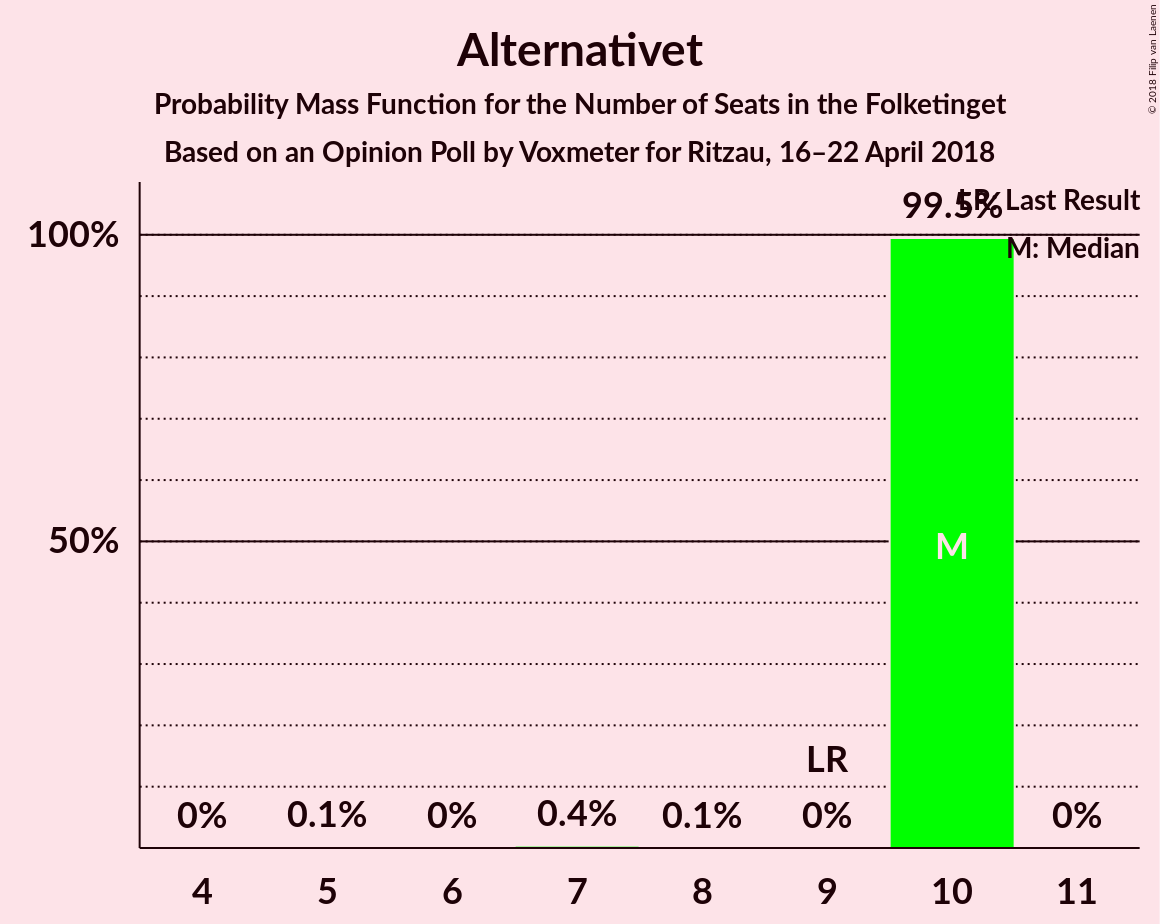 Alternativet
Probability Mass Function for the Number of Seats in the Folketinget
Based on an Opinion Poll by Voxmeter for Ritzau, 16–22 April 2018
© 2018 Filip van Laenen
99.5%
LR: Last Result
M: Median
100%
50%
M
LR
0% 0.1% 0% 0.4% 0.1% 0% 0%
4 5 6 7 8 9 10 11